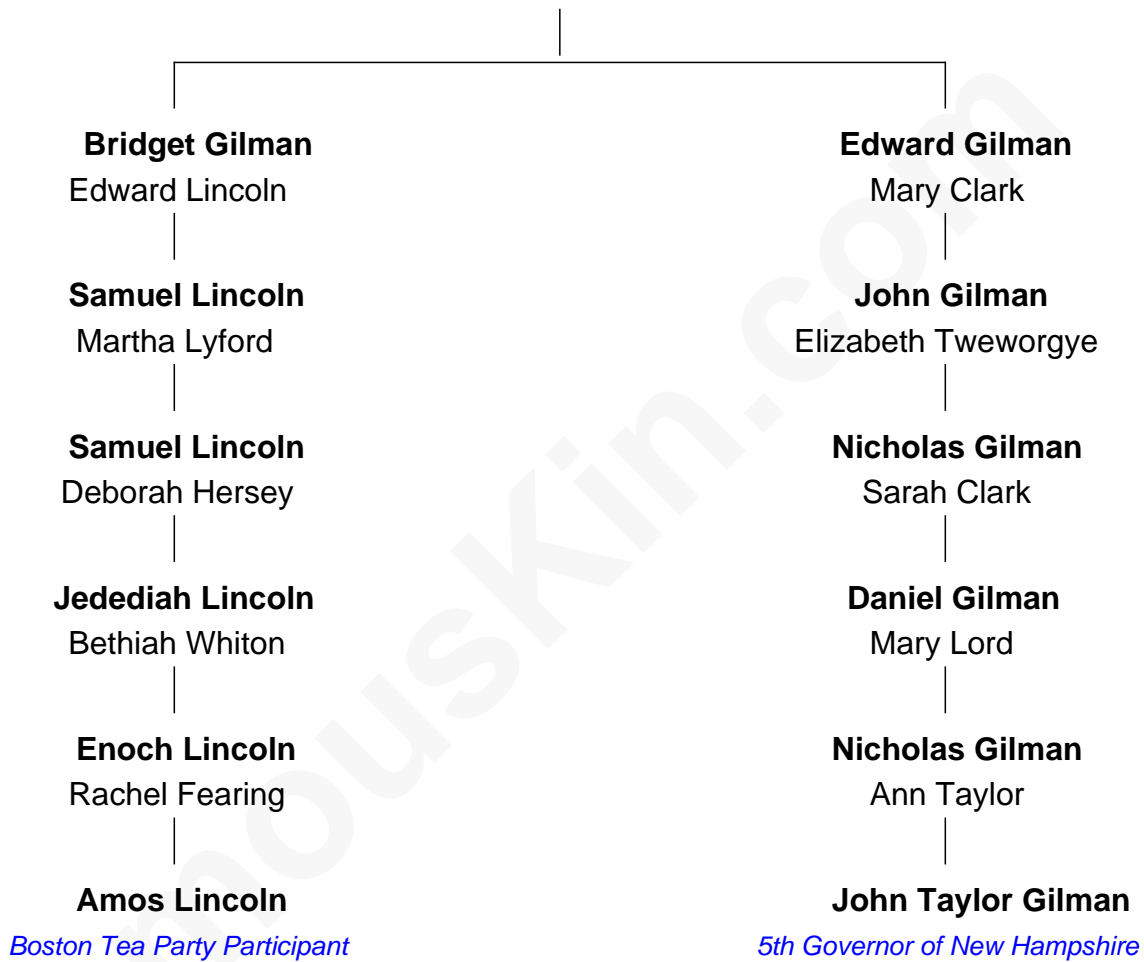 Bridget Gilman
Edward Lincoln
Edward Gilman
Mary Clark
Samuel Lincoln
Martha Lyford
John Gilman
Elizabeth Tweworgye
Samuel Lincoln
Deborah Hersey
Nicholas Gilman
Sarah Clark
Jedediah Lincoln
Bethiah Whiton
Daniel Gilman
Mary Lord
Enoch Lincoln
Rachel Fearing
Nicholas Gilman
Ann Taylor
Amos Lincoln
Boston Tea Party Participant
John Taylor Gilman
5th Governor of New Hampshire
mousKin.com